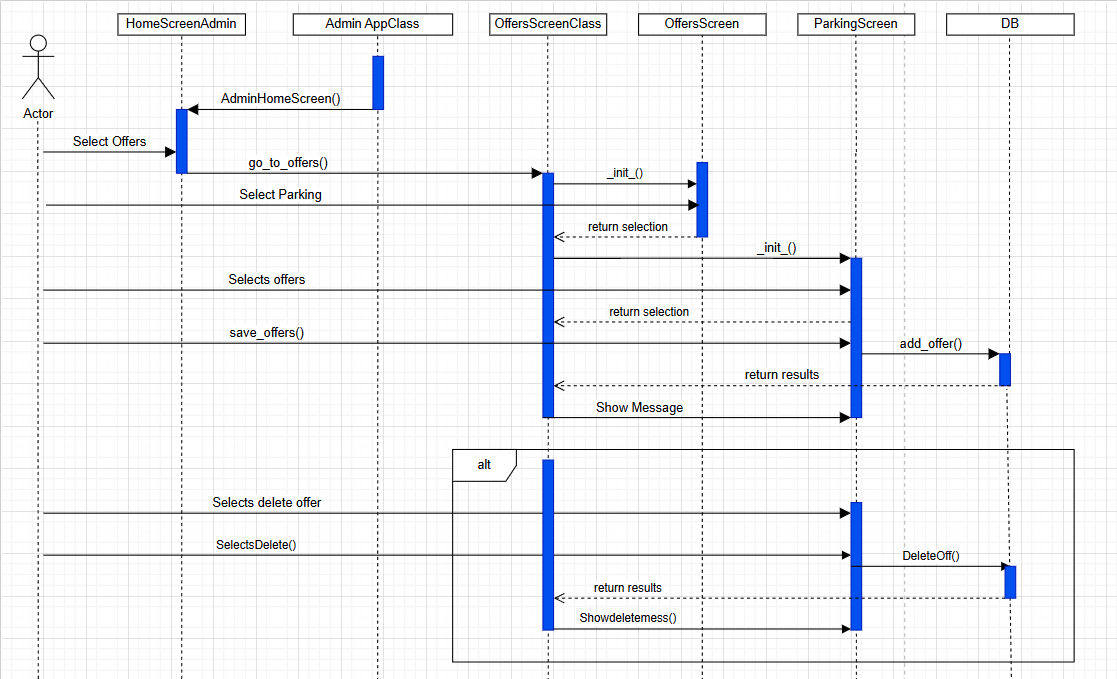 HomeScreenAdmin
Admin AppClass
OffersScreenClass
OffersScreen
ParkingScreen
DB
Actor
AdminHomeScreen()
Select Offers
go_to_offers()
_init_()
Select Parking
return selection
_init_()
Selects offers
return selection
save_offers()
add_offer()
return results
Show Message
alt
Selects delete offer
SelectsDelete()
DeleteOff()
return results
Showdeletemess()